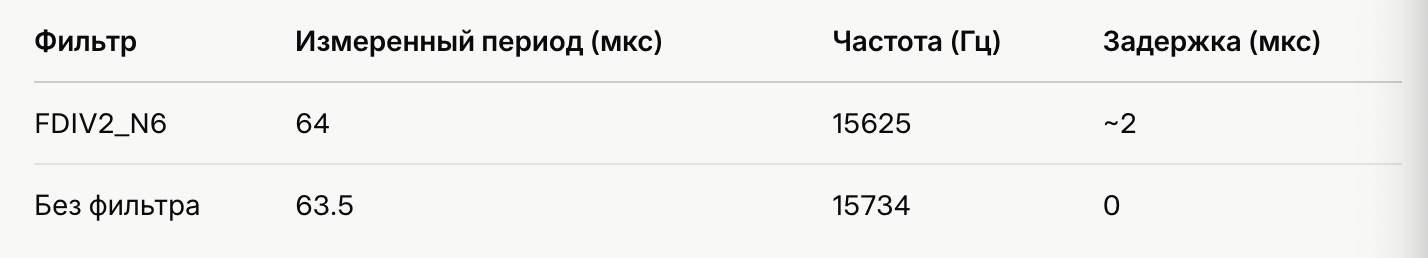 Фильтр Измеренный период (мкс) Частота (Гц) Задержка (мкс)
FDIV2_N6 64 15625 ~2
Без фильтра 63.5 15734 0